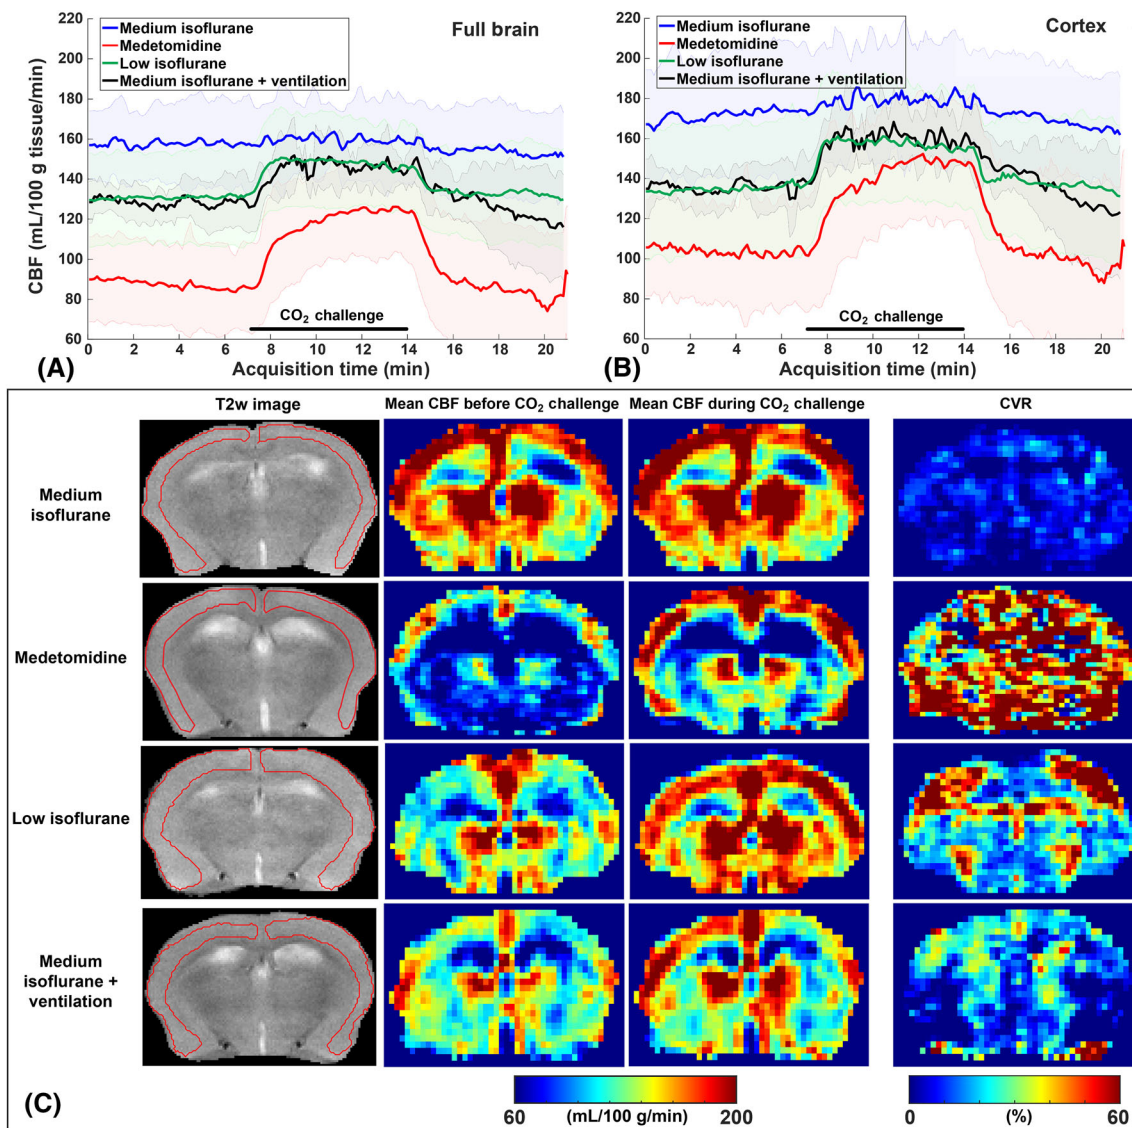 Full brain
Medium isoflurane
Medetomidine
Low isoflurane
Medium isoflurane + ventilation
CBF (mL/100 g tissue/min)
220
200
180
160
140
120
100
80
60
CO2 challenge
0 2 4 6 8 10 12 14 16 18 20
(A)
Acquisition time (min)
Cortex
Medium isoflurane
Medetomidine
Low isoflurane
Medium isoflurane + ventilation
220
200
180
160
140
120
100
80
60
CO2 challenge
0 2 4 6 8 10 12 14 16 18 20
(B)
Acquisition time (min)
T2w image
Mean CBF before CO2 challenge
Mean CBF during CO2 challenge
CVR
Medium
isoflurane
Medetomidine
Low isoflurane
Medium
isoflurane +
ventilation
(C)
60 (mL/100 g/min) 200
0 (%) 60